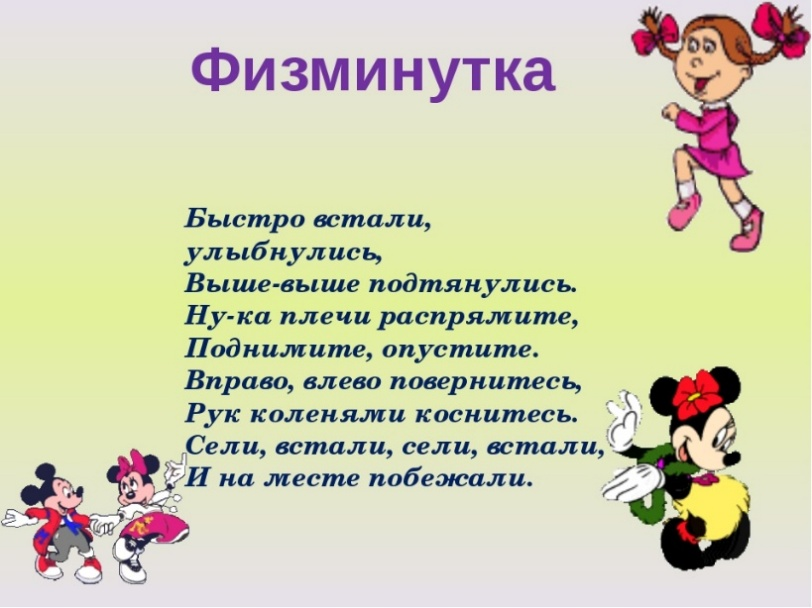 Физминутка
Быстро встали,
улыбнулись,
Выше-выше подтянулись.
Ну-ка плечи распрямите,
Поднимите, опустите.
Вправо, влево повернитесь,
Рук коленями коснитесь.
Сели, встали, сели, встали,
И на месте побежали.